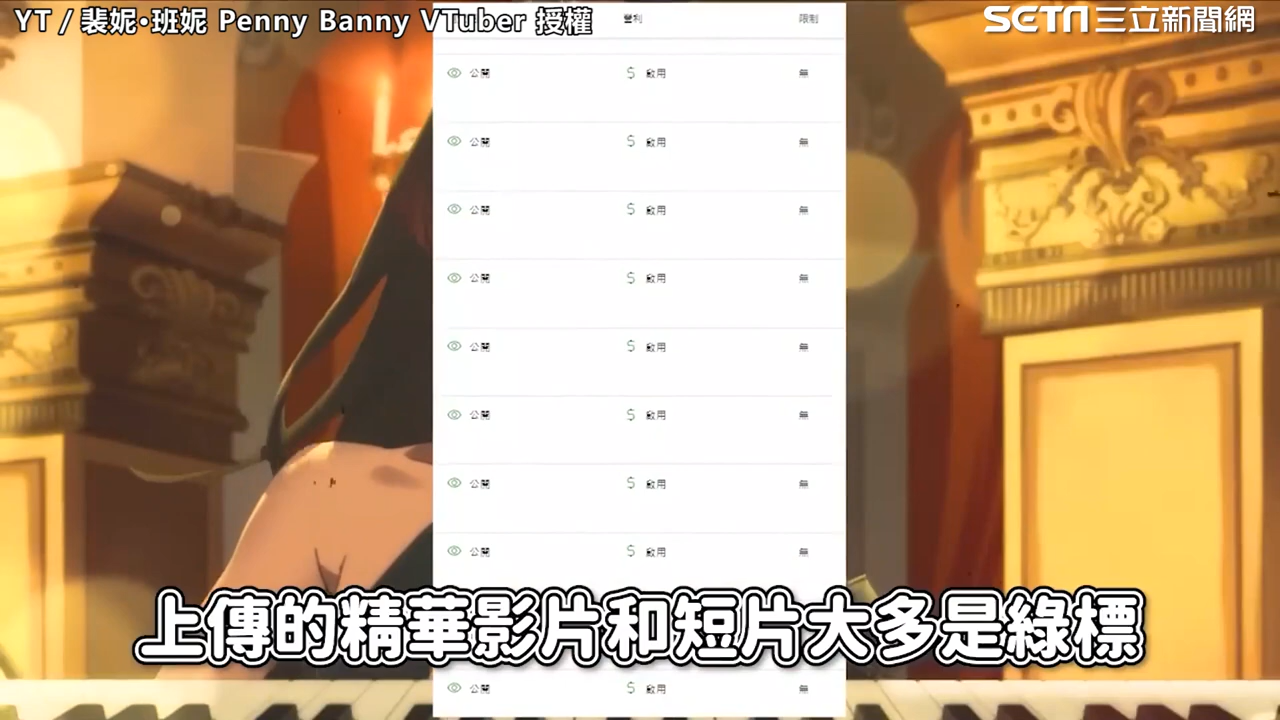 YT / 裴妮•班妮 Penny Banny VTuber 授權
SETN三立新聞網
營利 限制
公開 $ 啟用 無
公開 $ 啟用 無
公開 $ 啟用 無
公開 $ 啟用 無
公開 $ 啟用 無
公開 $ 啟用 無
公開 $ 啟用 無
公開 $ 啟用 無
上傳的精華影片和短片大多是綠標
公開 $ 啟用 無